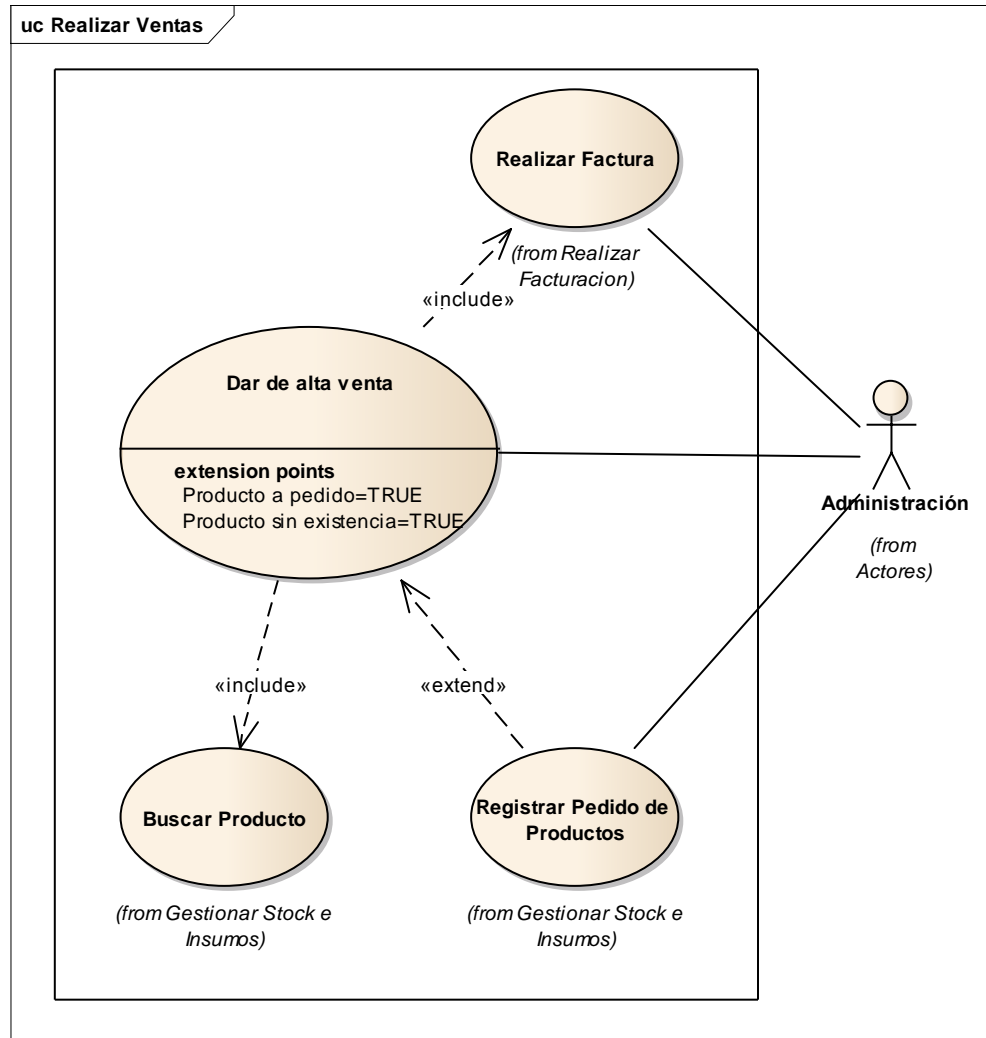 uc Realizar Ventas
Realizar Factura
(from Realizar
Facturacion)
«include»
Dar de alta venta
extension points
Producto a pedido=TRUE
Producto sin existencia=TRUE
Administración
(from
Actores)
«include»
«extend»
Buscar Producto
(from Gestionar Stock e
Insumos)
Registrar Pedido de
Productos
(from Gestionar Stock e
Insumos)